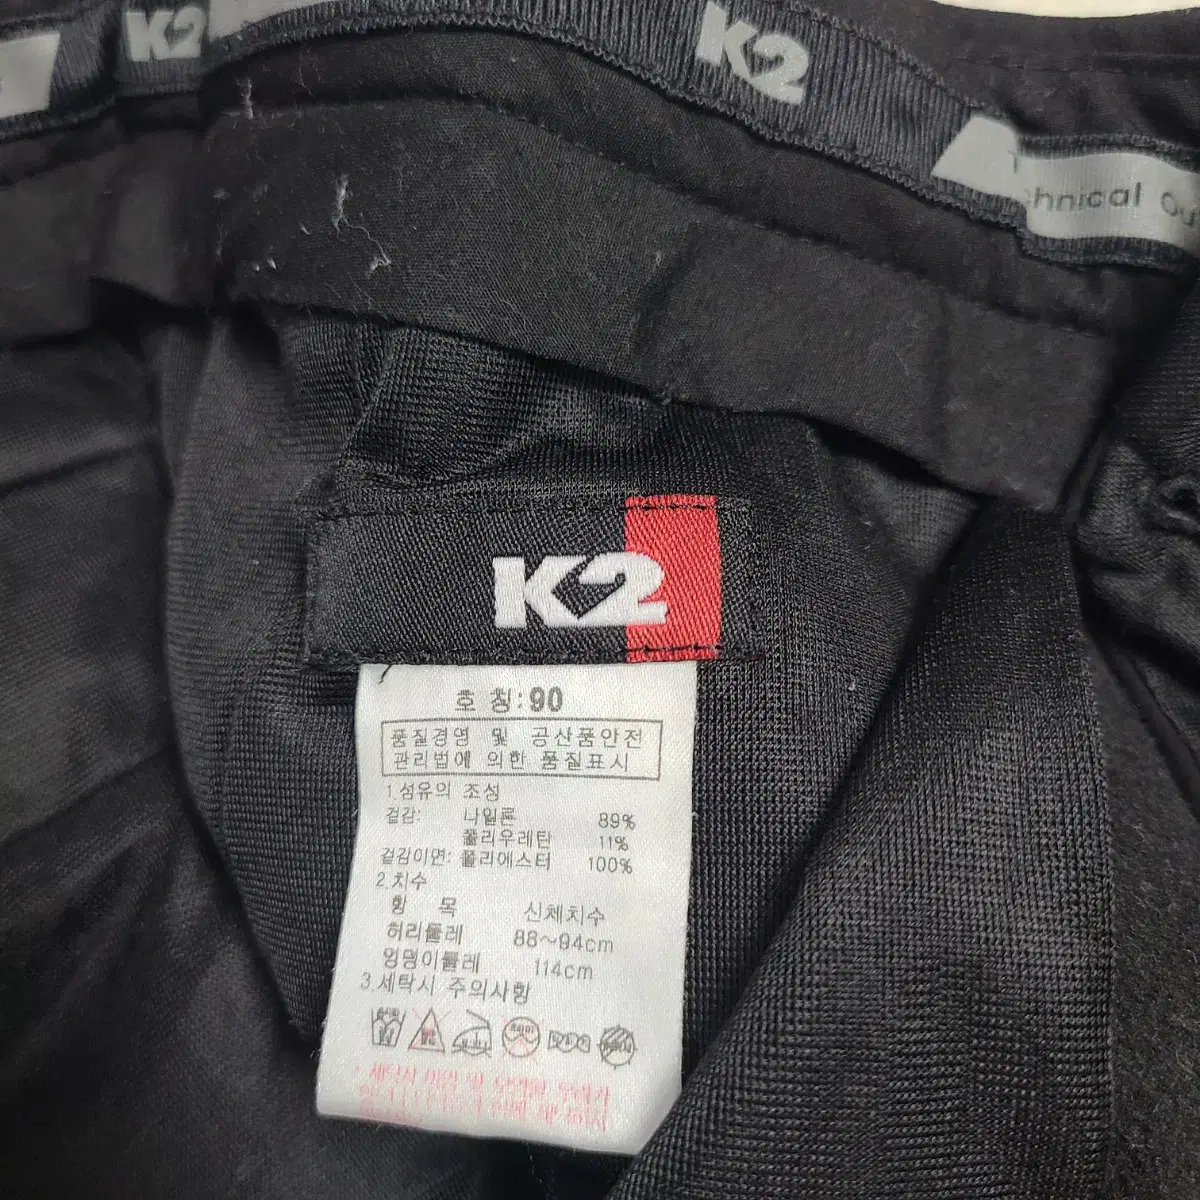 K2
K2
chnical Ou
K2
호 칭: 90
품질경영 및 공산품안전
관리법에 의한 품질표시
1.섬유의 조성
겉감: 나일론 89%
폴리우레탄 11%
겉감이면: 폴리에스터 100%
2.치수
항 목 신체치수
허리둘레 88~94cm
엉덩이둘레 114cm
3.세탁시 주의사항